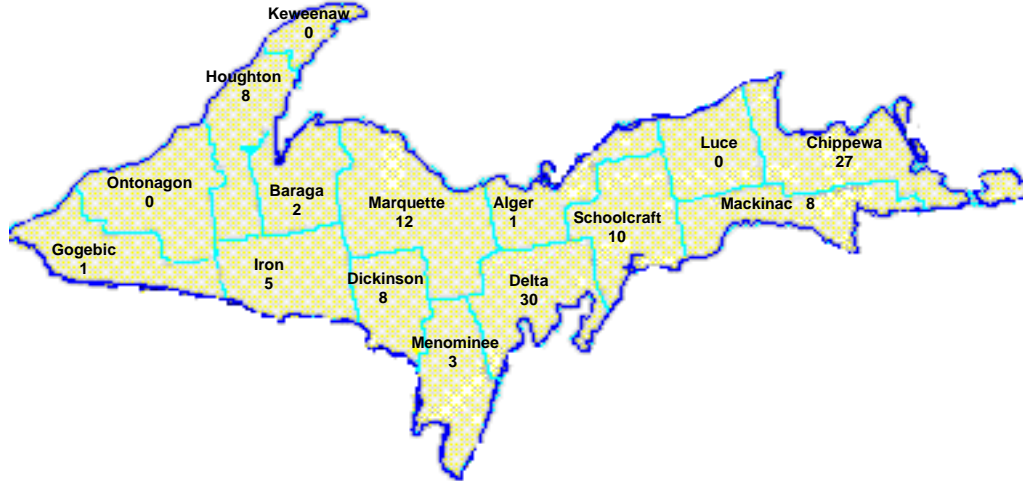 Keweenaw
0
Houghton
8
Luce
0
Chippewa
27
Ontonagon
0
Baraga
2
Marquette
12
Alger
1
Mackinac 8
Schoolcraft
10
Gogebic
1
Iron
5
Dickinson
8
Delta
30
Menominee
3